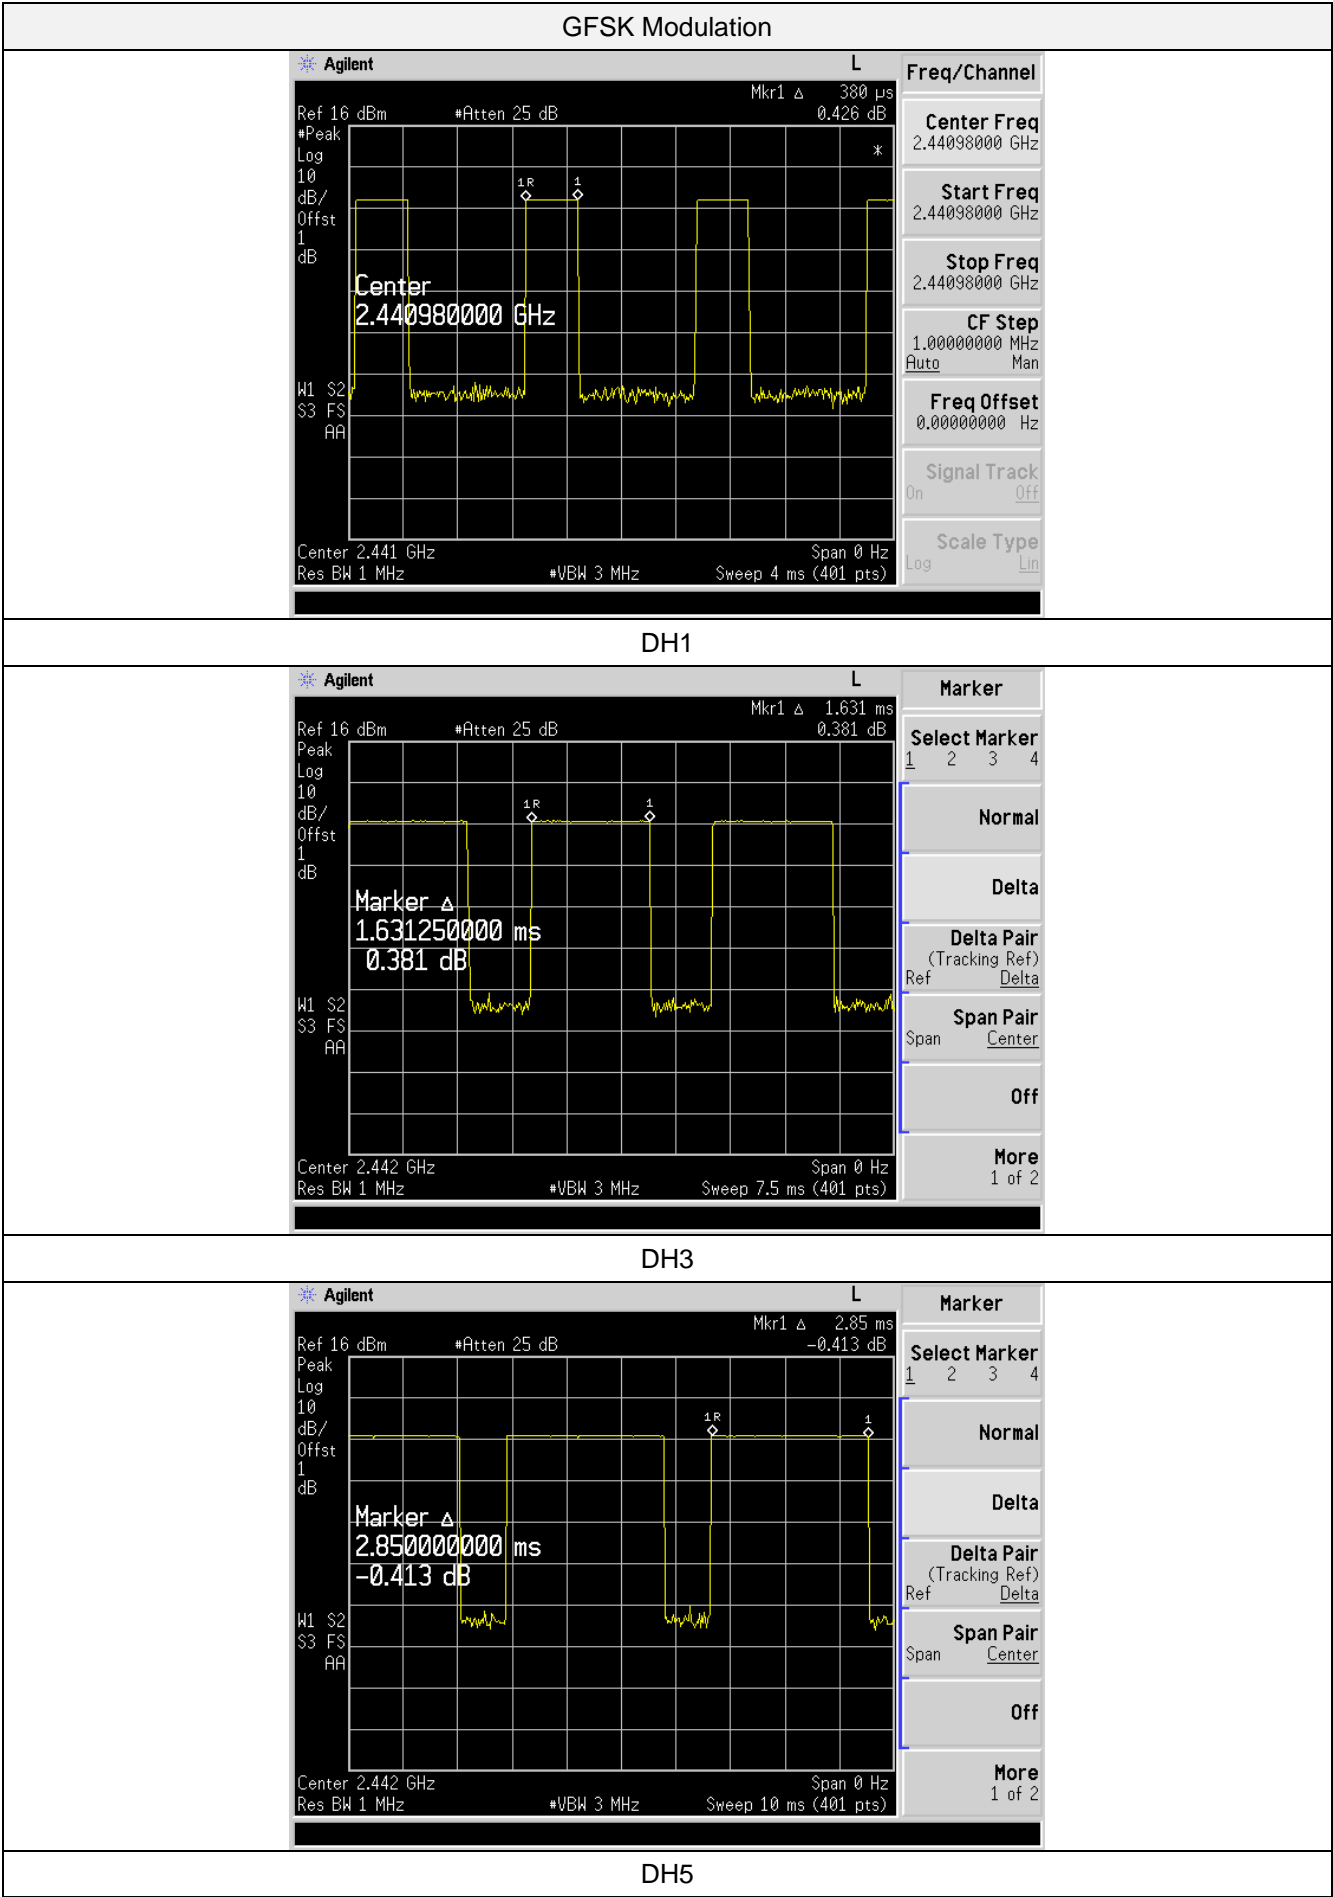 GFSK Modulation
Agilent L
Mkr1 Δ 380 µs
Ref 16 dBm #Atten 25 dB 0.426 dB
#Peak
Log
10
dB/
Offst
1
dB
1R 1
*
Center
2.440980000 GHz
W1 S2
S3 FS
AA
Center 2.441 GHz Span 0 Hz
Res BW 1 MHz #VBW 3 MHz Sweep 4 ms (401 pts)
Freq/Channel
Center Freq
2.44098000 GHz
Start Freq
2.44098000 GHz
Stop Freq
2.44098000 GHz
CF Step
1.00000000 MHz
Auto Man
Freq Offset
0.00000000 Hz
Signal Track
On Off
Scale Type
Log Lin
DH1
Agilent L
Mkr1 Δ 1.631 ms
Ref 16 dBm #Atten 25 dB 0.381 dB
Peak
Log
10
dB/
Offst
1
dB
1R 1
Marker Δ
1.631250000 ms
0.381 dB
W1 S2
S3 FS
AA
Center 2.442 GHz Span 0 Hz
Res BW 1 MHz #VBW 3 MHz Sweep 7.5 ms (401 pts)
Marker
Select Marker
1 2 3 4
Normal
Delta
Delta Pair
(Tracking Ref)
Ref Delta
Span Pair
Span Center
Off
More
1 of 2
DH3
Agilent L
Mkr1 Δ 2.85 ms
Ref 16 dBm #Atten 25 dB -0.413 dB
Peak
Log
10
dB/
Offst
1
dB
1R 1
Marker Δ
2.850000000 ms
-0.413 dB
W1 S2
S3 FS
AA
Center 2.442 GHz Span 0 Hz
Res BW 1 MHz #VBW 3 MHz Sweep 10 ms (401 pts)
Marker
Select Marker
1 2 3 4
Normal
Delta
Delta Pair
(Tracking Ref)
Ref Delta
Span Pair
Span Center
Off
More
1 of 2
DH5